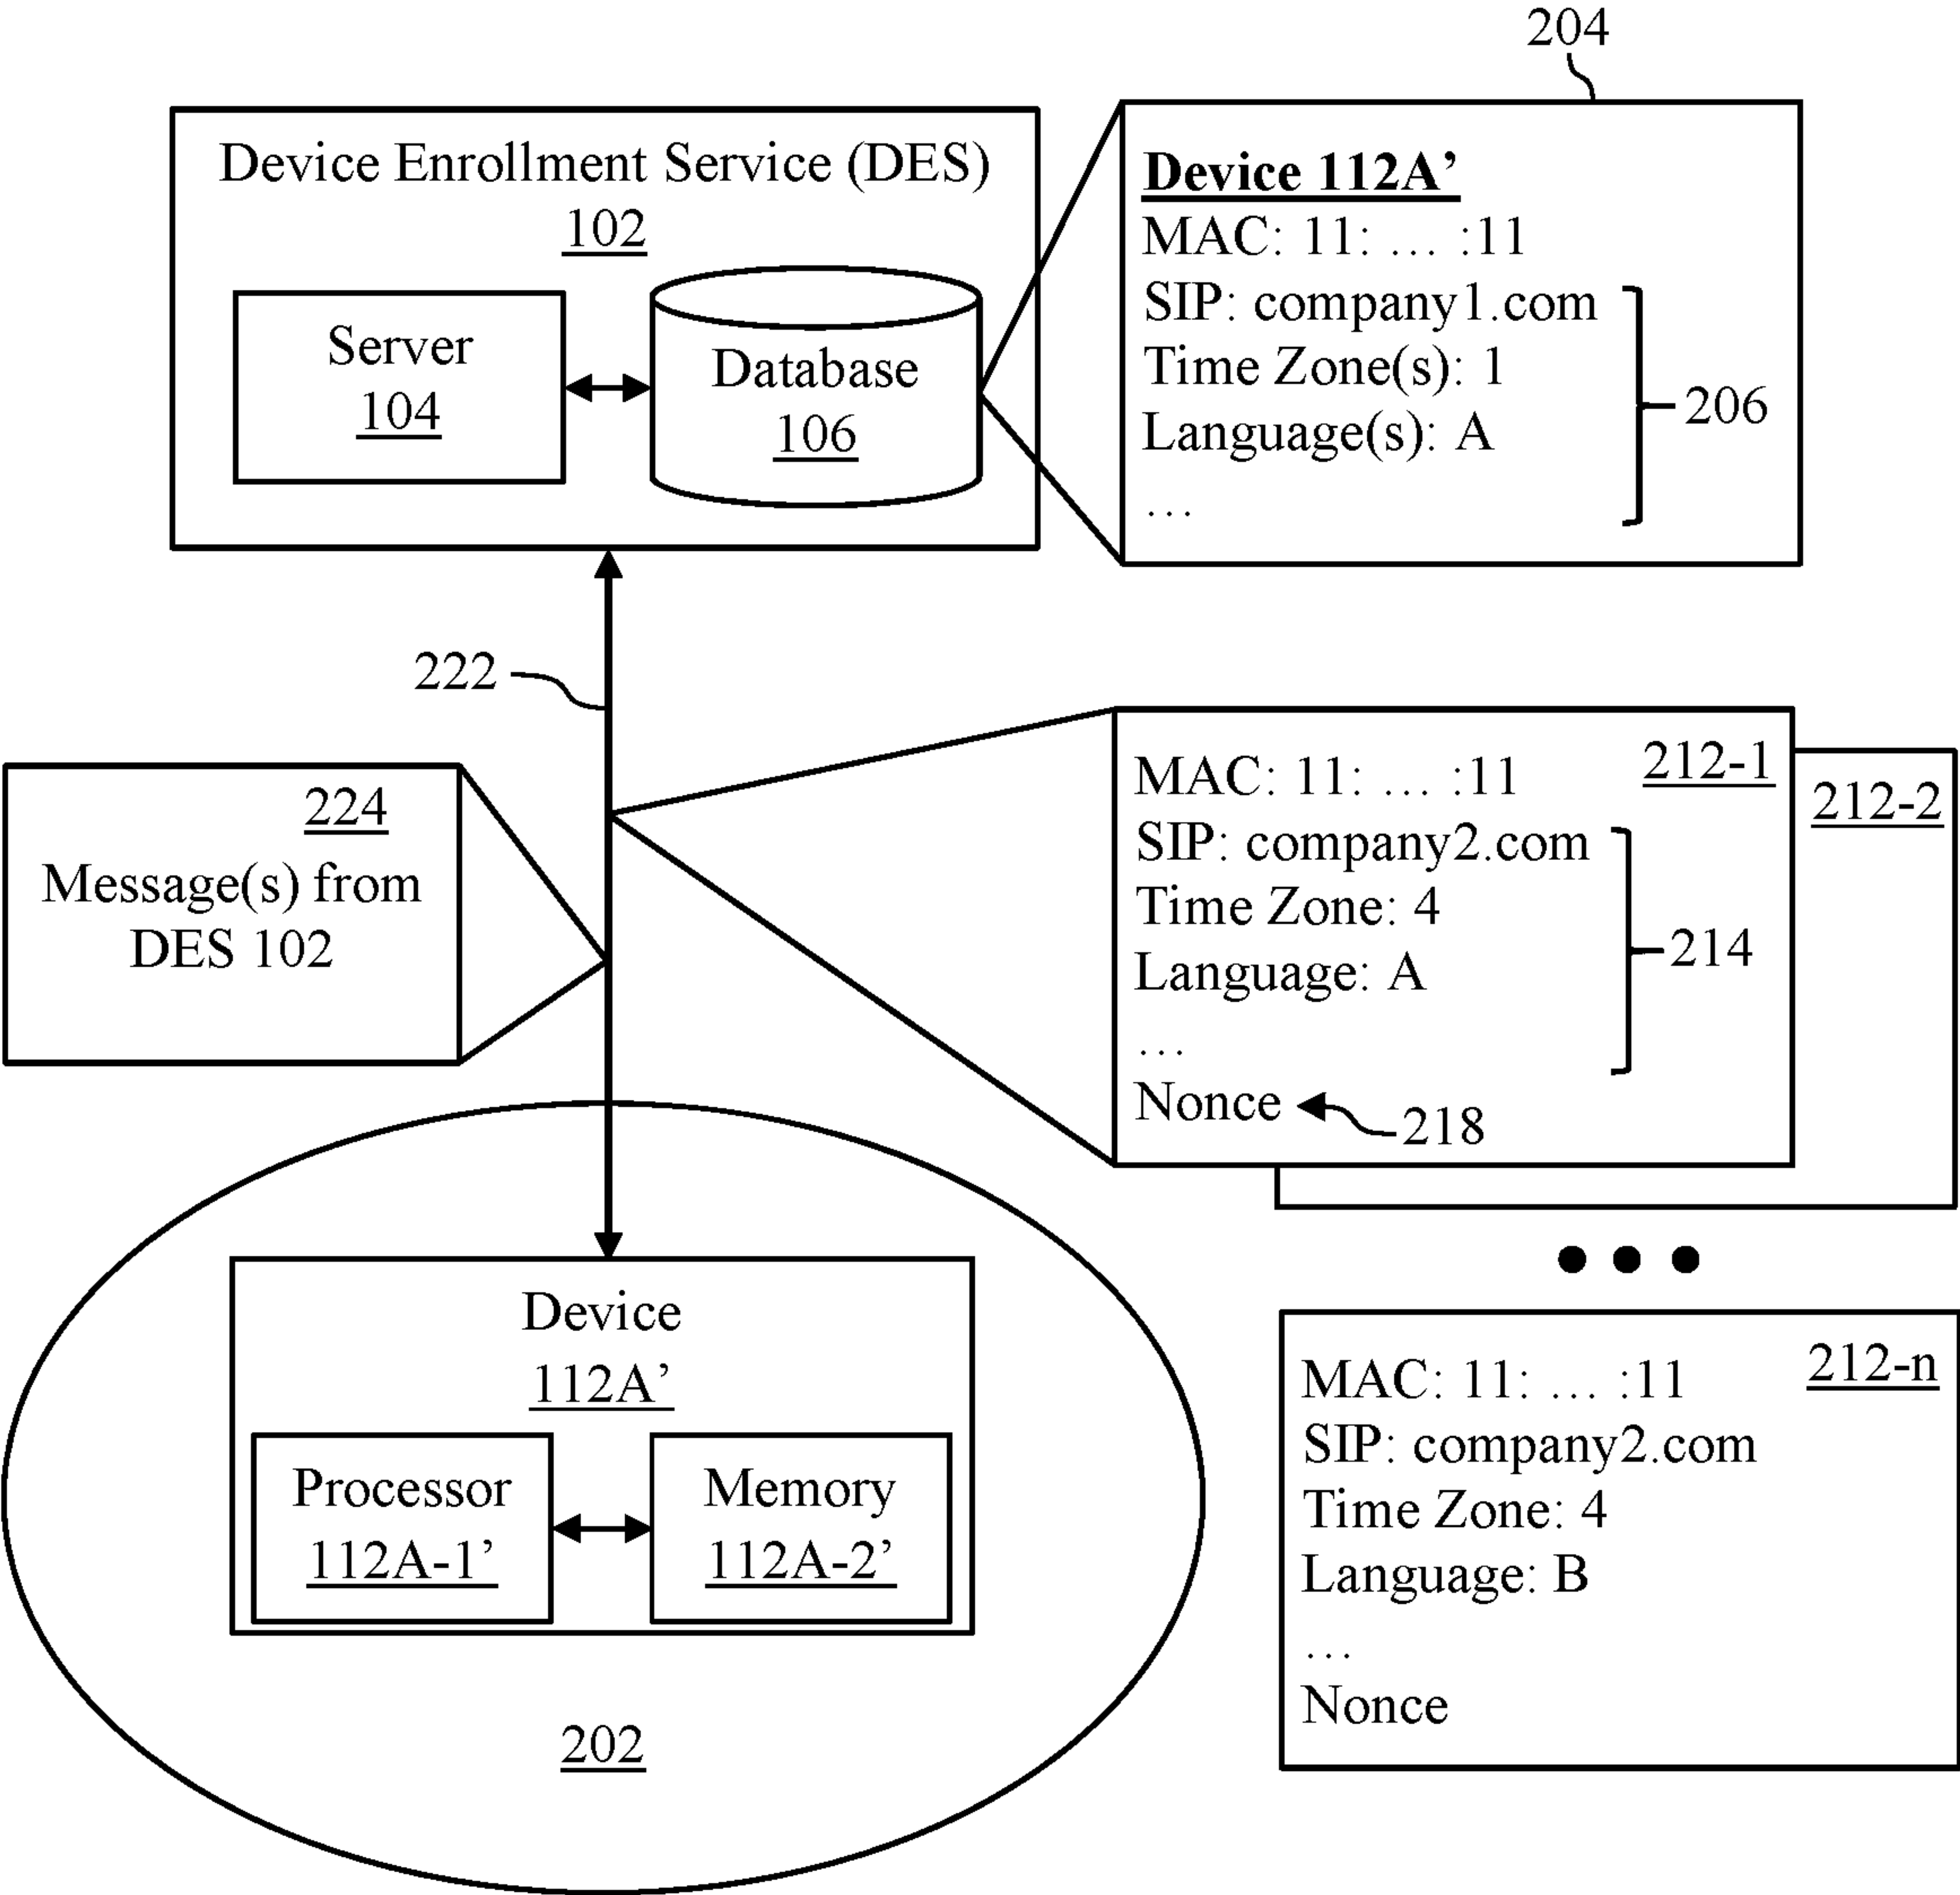 204
Device Enrollment Service (DES)
102
Server
104
Database
106
Device 112A’
MAC: 11: … :11
SIP: company1.com
Time Zone(s): 1
Language(s): A
…
206
222
224
Message(s) from
DES 102
212-1
MAC: 11: … :11
SIP: company2.com
Time Zone: 4
Language: A
…
Nonce
214
218
212-2
Device
112A’
Processor
112A-1’
Memory
112A-2’
202
212-n
MAC: 11: … :11
SIP: company2.com
Time Zone: 4
Language: B
…
Nonce